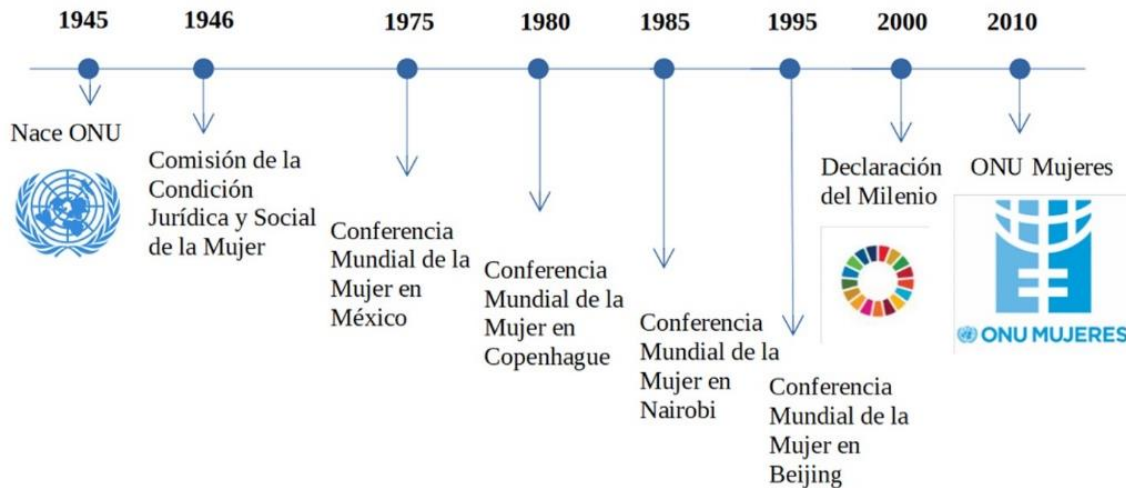 1945
1946
1975
1980
1985
1995
2000
2010
Nace ONU
Comisión de la
Condición
Jurídica y Social
de la Mujer
Conferencia
Mundial de la
Mujer en
México
Conferencia
Mundial de la
Mujer en
Copenhague
Conferencia
Mundial de la
Mujer en
Nairobi
Conferencia
Mundial de la
Mujer en
Beijing
Declaración
del Milenio
ONU Mujeres
ONU MUJERES